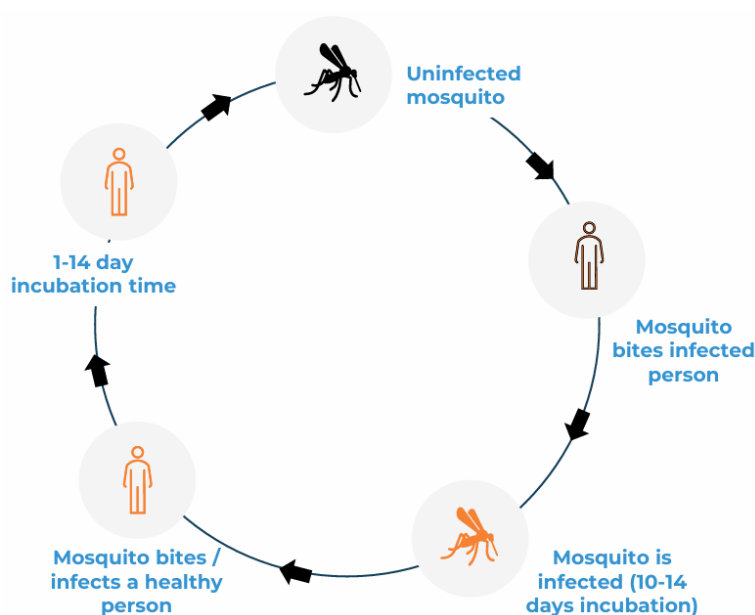 Uninfected
mosquito
Mosquito
bites infected
person
Mosquito is
infected (10-14
days incubation)
Mosquito bites /
infects a healthy
person
1-14 day
incubation time